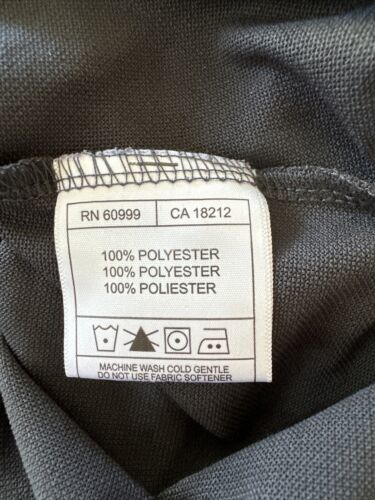 RN 60999 CA 18212
100% POLYESTER
100% POLYESTER
100% POLIESTER
MACHINE WASH COLD GENTLE
DO NOT USE FABRIC SOFTENER